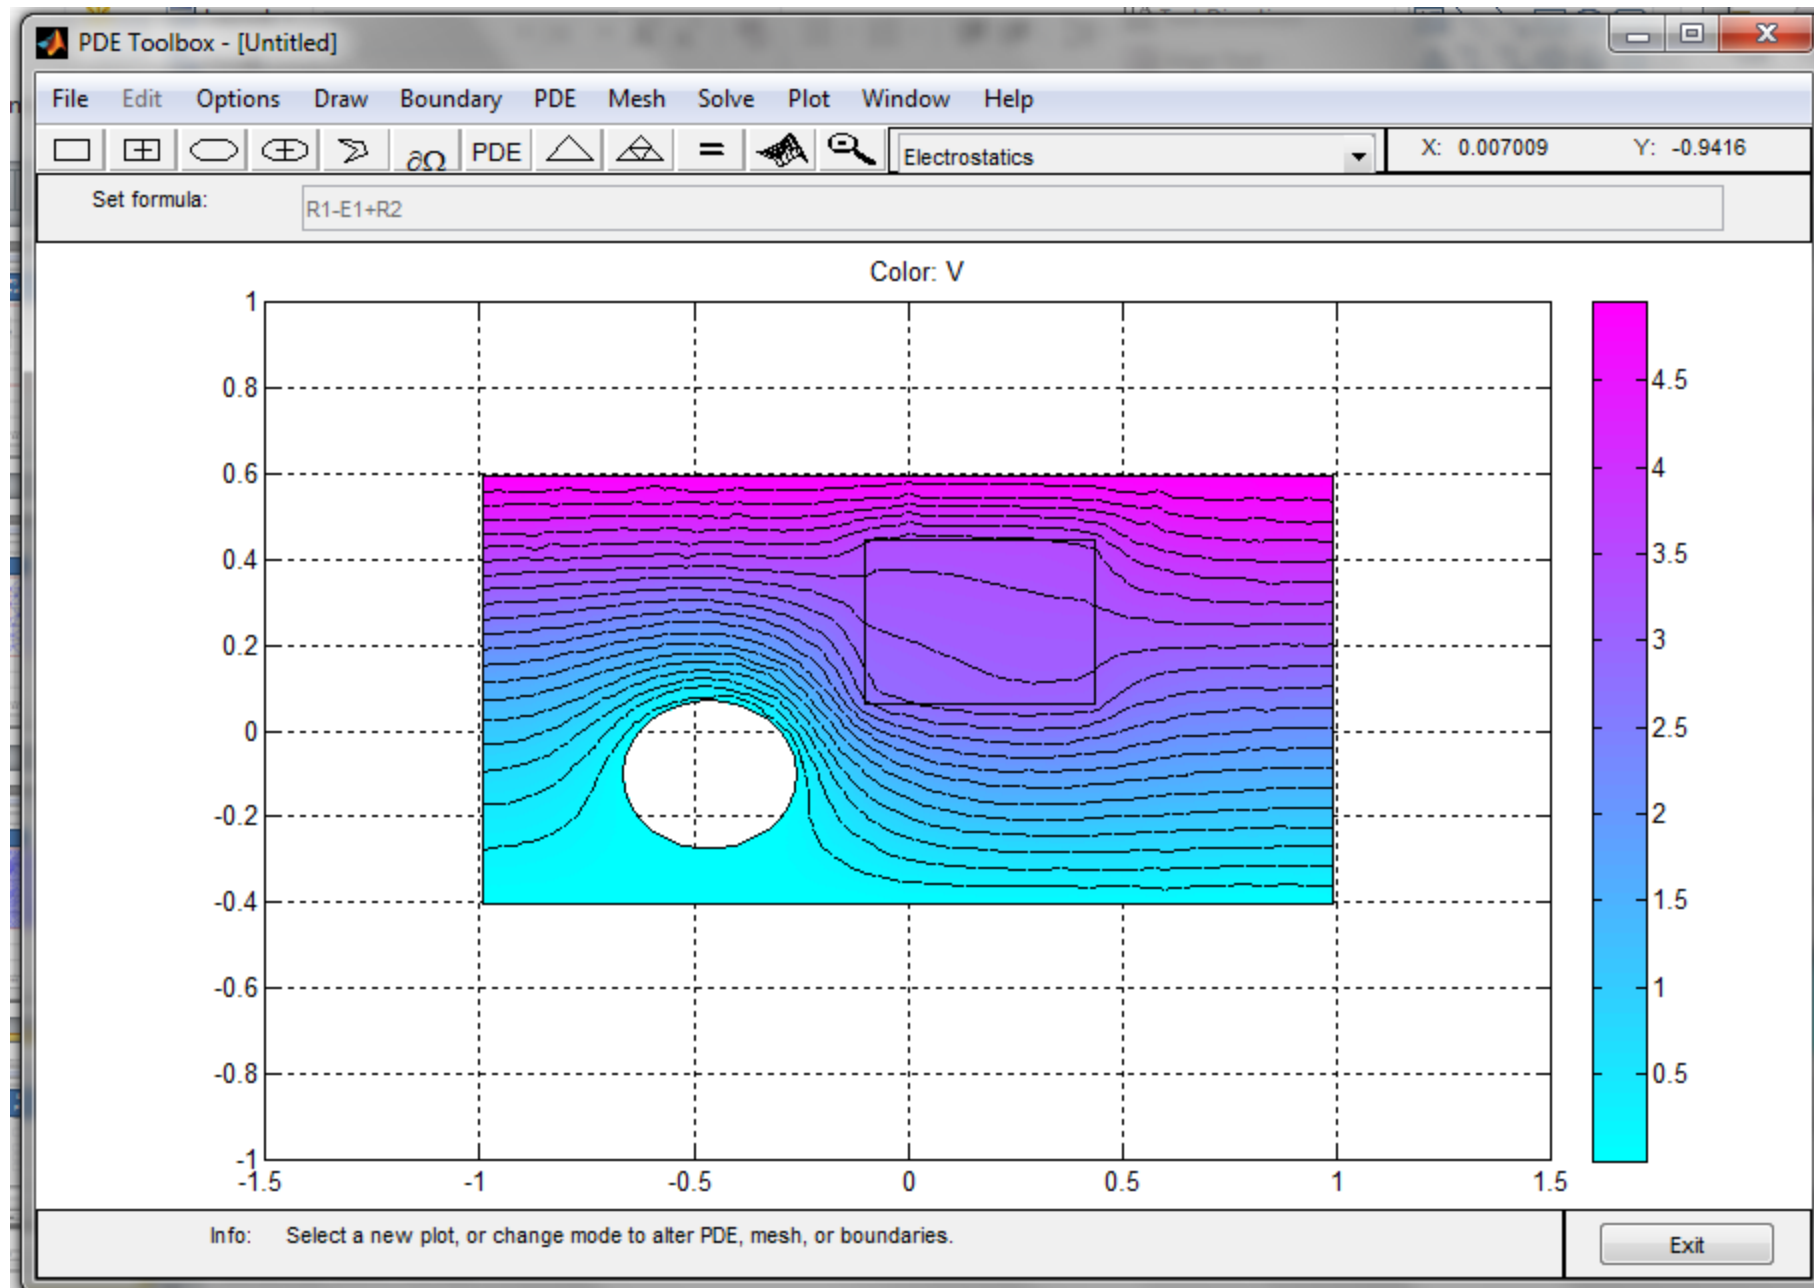 PDE Toolbox - [Untitled]
File Edit Options Draw Boundary PDE Mesh Solve Plot Window Help
∂Ω PDE = Electrostatics X: 0.007009 Y: -0.9416
Set formula: R1-E1+R2
Color: V
1
0.8
0.6
0.4
0.2
0
-0.2
-0.4
-0.6
-0.8
-1
-1.5 -1 -0.5 0 0.5 1 1.5
4.5
4
3.5
3
2.5
2
1.5
1
0.5
Info: Select a new plot, or change mode to alter PDE, mesh, or boundaries.
Exit